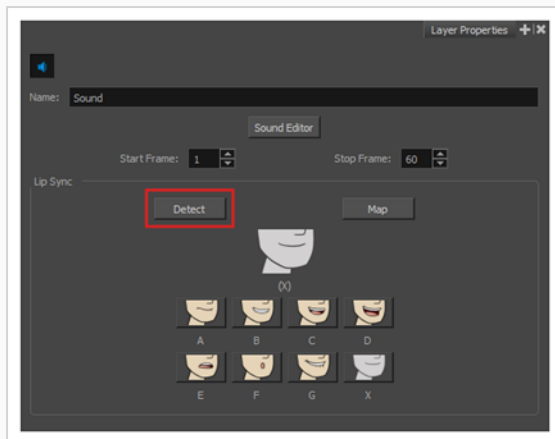 Layer Properties
Name: Sound
Sound Editor
Start Frame: 1 Stop Frame: 60
Lip Sync
Detect Map
(X)
A B C D
E F G X